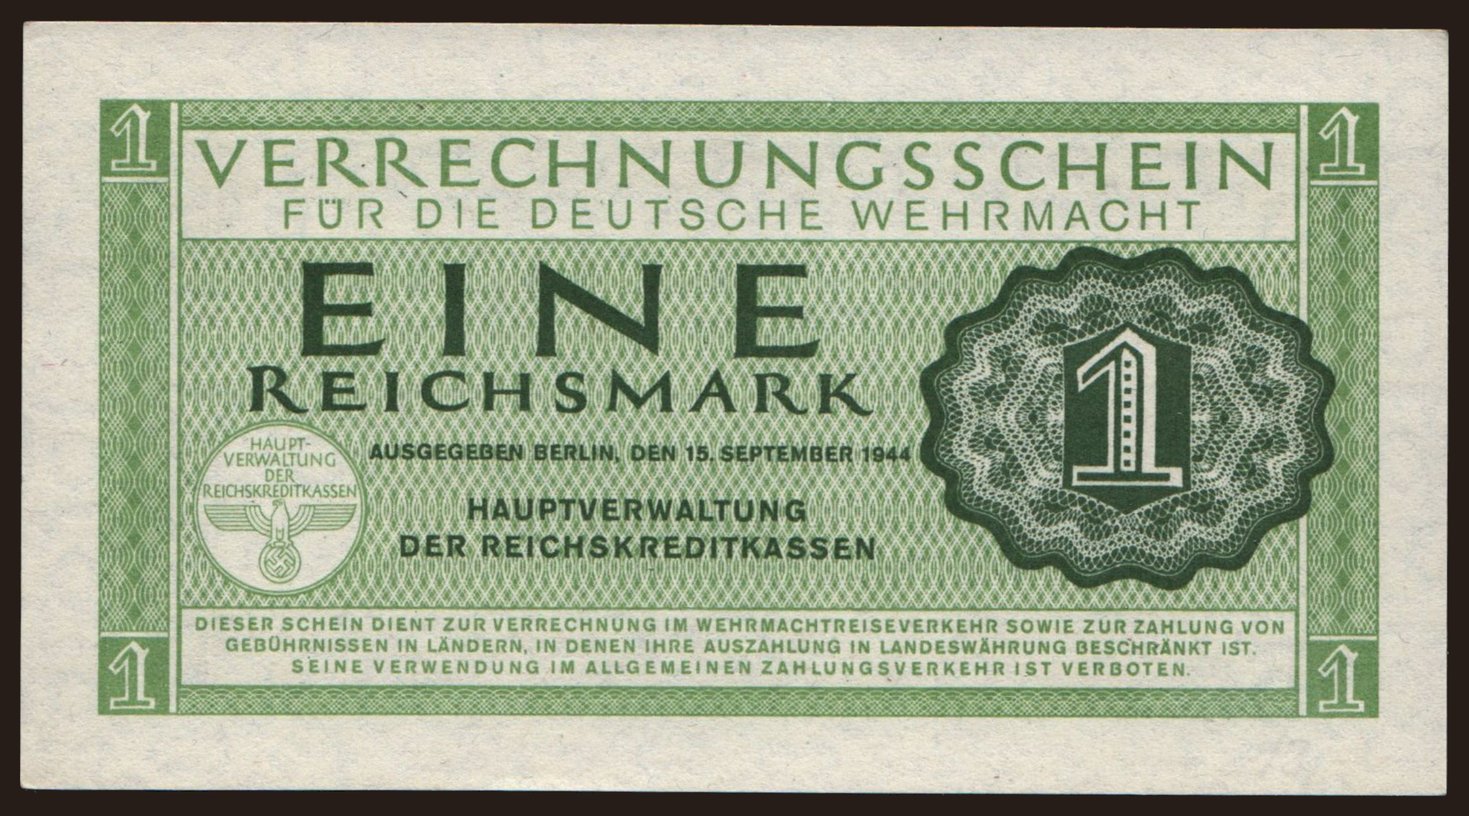 1 1
VERRECHNUNGSSCHEIN
FÜR DIE DEUTSCHE WEHRMACHT
EINE
REICHSMARK
1
AUSGEGEBEN BERLIN, DEN 15. SEPTEMBER 1944
HAUPTVERWALTUNG
DER REICHSKREDITKASSEN
HAUPT-
VERWALTUNG
DER
REICHSKREDITKASSEN
DIESER SCHEIN DIENT ZUR VERRECHNUNG IM WEHRMACHTREISEVERKEHR SOWIE ZUR ZAHLUNG VON
GEBÜHRNISSEN IN LÄNDERN, IN DENEN IHRE AUSZAHLUNG IN LANDESWÄHRUNG BESCHRÄNKT IST.
SEINE VERWENDUNG IM ALLGEMEINEN ZAHLUNGSVERKEHR IST VERBOTEN.
1 1